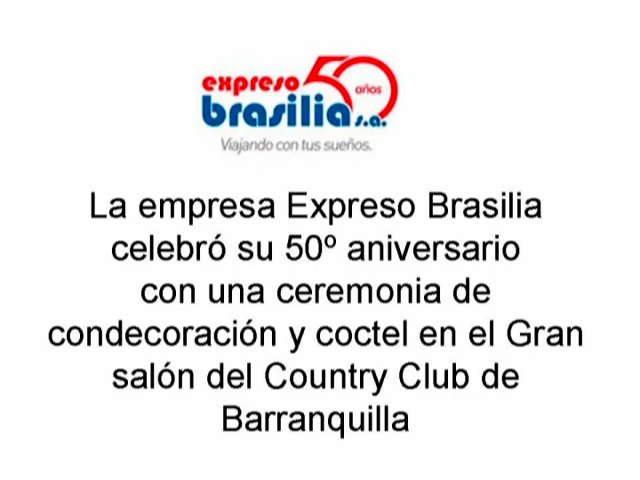 expreso 50 años
brasilia s.a.
Viajando con tus sueños.
La empresa Expreso Brasilia
celebró su 50º aniversario
con una ceremonia de
condecoración y coctel en el Gran
salón del Country Club de
Barranquilla